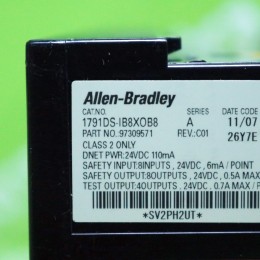 Allen-Bradley
CAT. NO. SERIES DATE CODE
1791DS-IB8XOB8 A 11/07
PART NO. 97309571 REV.:C01 26Y7E
CLASS 2 ONLY
DNET PWR:24VDC 110mA
SAFETY INPUT:8INPUTS , 24VDC , 6mA / POINT
SAFETY OUTPUT:8OUTPUTS , 24VDC , 0.5A MAX /
TEST OUTPUT:4OUTPUTS , 24VDC , 0.7A MAX / P
*SV2PH2UT*